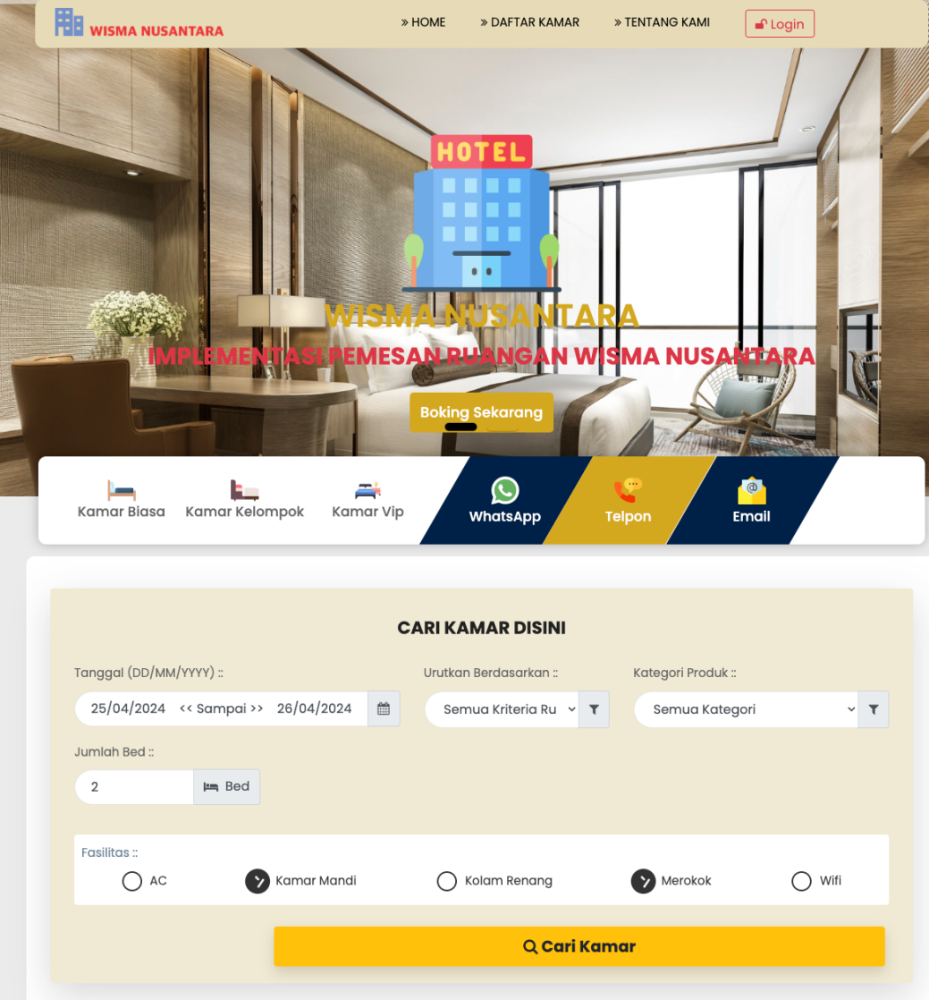 WISMA NUSANTARA
» HOME
» DAFTAR KAMAR
» TENTANG KAMI
Login
HOTEL
WISMA NUSANTARA
IMPLEMENTASI PEMESAN RUANGAN WISMA NUSANTARA
Boking Sekarang
Kamar Biasa
Kamar Kelompok
Kamar Vip
WhatsApp
Telpon
@
Email
CARI KAMAR DISINI
Tanggal (DD/MM/YYYY) ::
25/04/2024 << Sampai >> 26/04/2024
Urutkan Berdasarkan ::
Semua Kriteria Ru
Kategori Produk ::
Semua Kategori
Jumlah Bed ::
2 Bed
Fasilitas ::
AC
Kamar Mandi
Kolam Renang
Merokok
Wifi
Cari Kamar